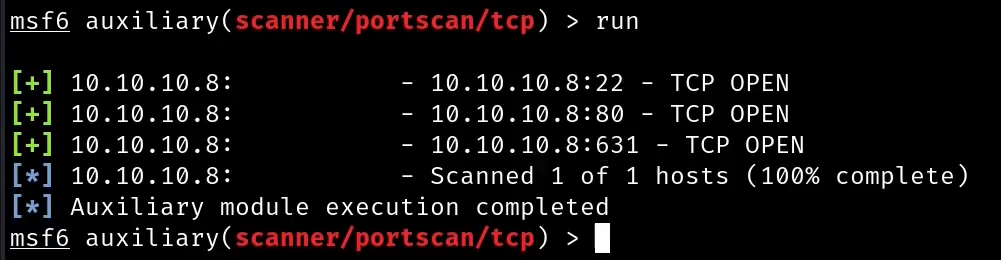 msf6 auxiliary(scanner/portscan/tcp) > run
[+] 10.10.10.8:            - 10.10.10.8:22 - TCP OPEN
[+] 10.10.10.8:            - 10.10.10.8:80 - TCP OPEN
[+] 10.10.10.8:            - 10.10.10.8:631 - TCP OPEN
[*] 10.10.10.8:            - Scanned 1 of 1 hosts (100% complete)
[*] Auxiliary module execution completed
msf6 auxiliary(scanner/portscan/tcp) >